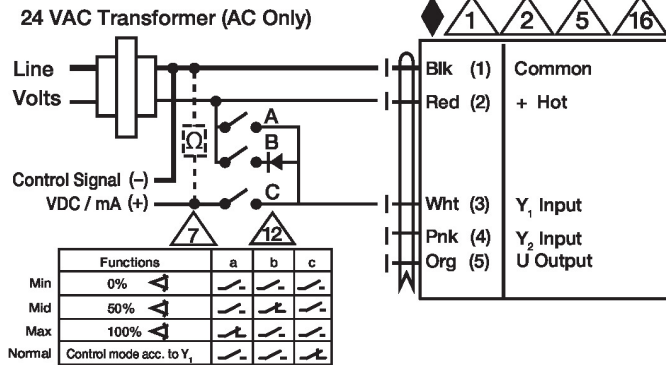 24 VAC Transformer (AC Only)
1 2 5 16
Line
Volts
Blk (1) Common
Red (2) + Hot
A
Ω
B
Control Signal (–)
VDC / mA (+)
C
Wht (3) Y1 Input
Pnk (4) Y2 Input
Org (5) U Output
7
12
Functions a b c
Min 0%
Mid 50%
Max 100%
Normal Control mode acc. to Y1